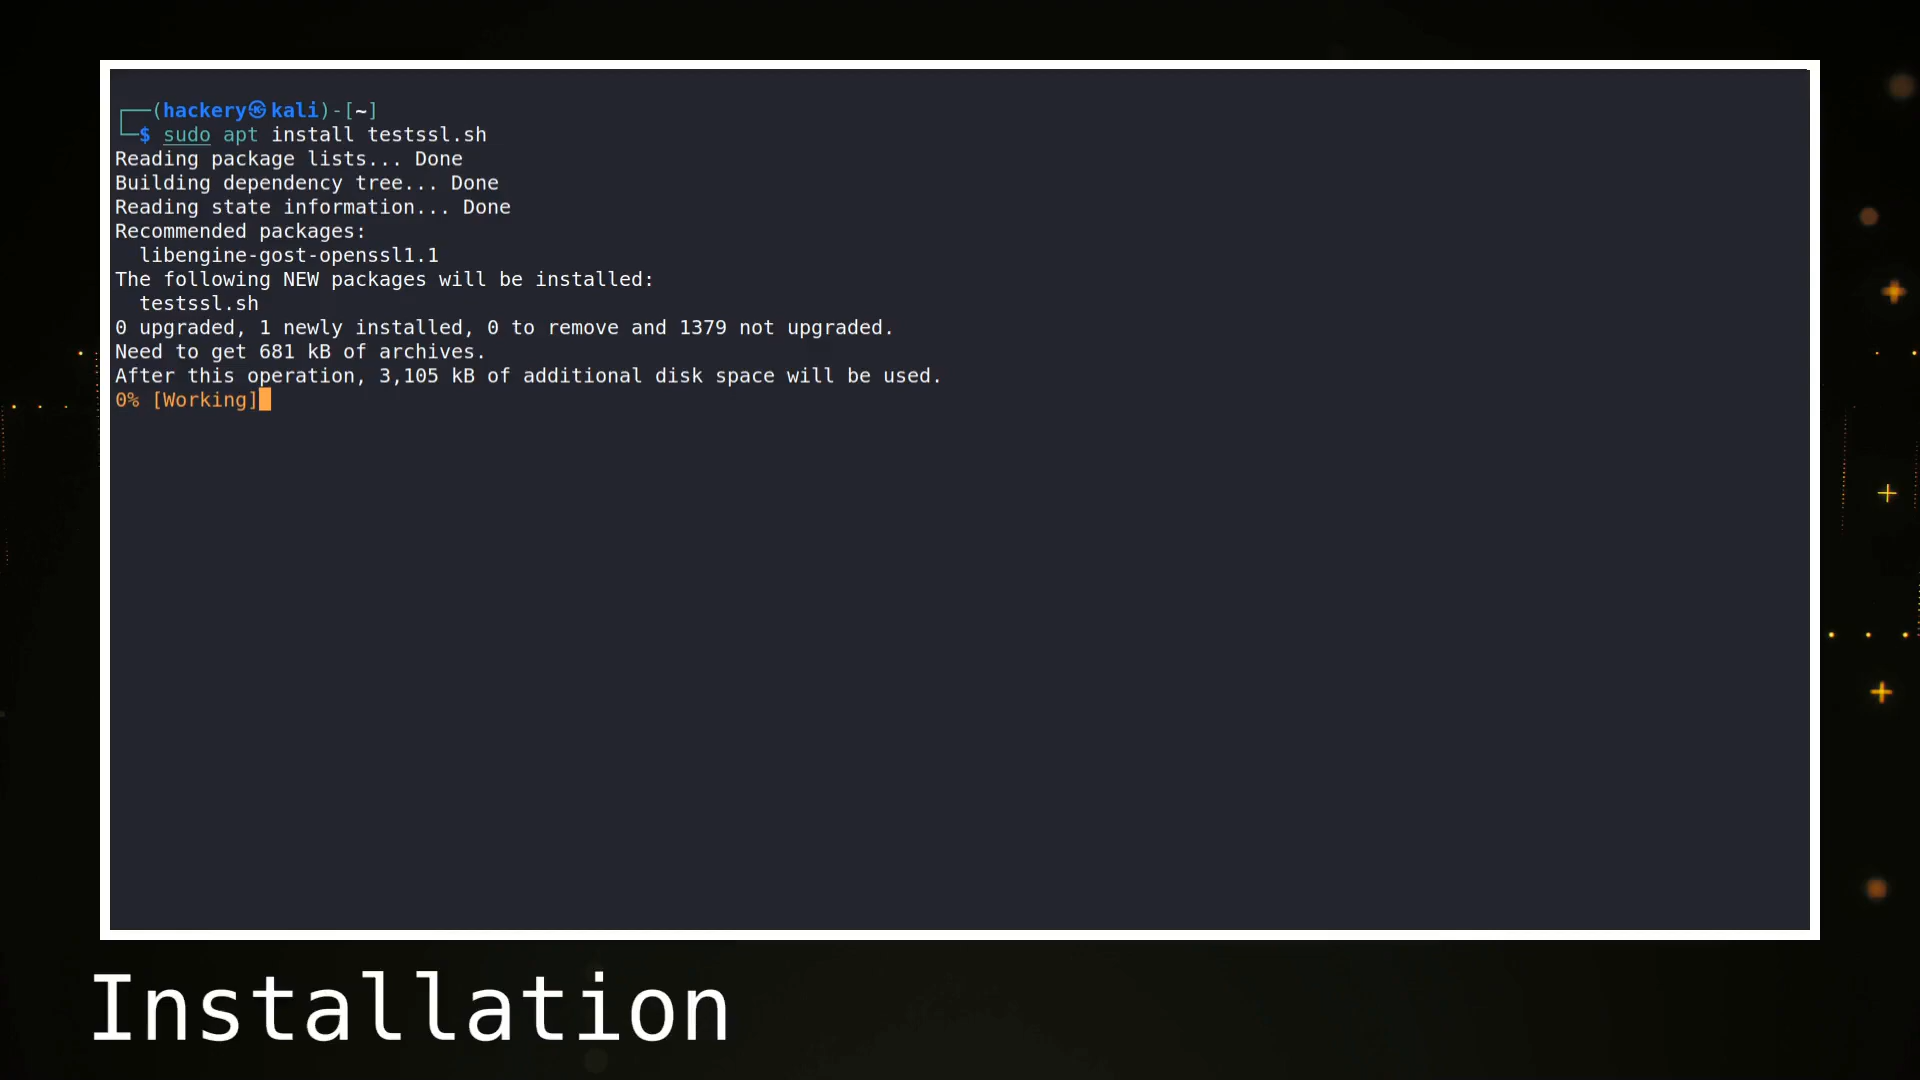 ┌──(hackery㉿kali)-[~]
└─$ sudo apt install testssl.sh
Reading package lists... Done
Building dependency tree... Done
Reading state information... Done
Recommended packages:
  libengine-gost-openssl1.1
The following NEW packages will be installed:
  testssl.sh
0 upgraded, 1 newly installed, 0 to remove and 1379 not upgraded.
Need to get 681 kB of archives.
After this operation, 3,105 kB of additional disk space will be used.
0% [Working]
Installation